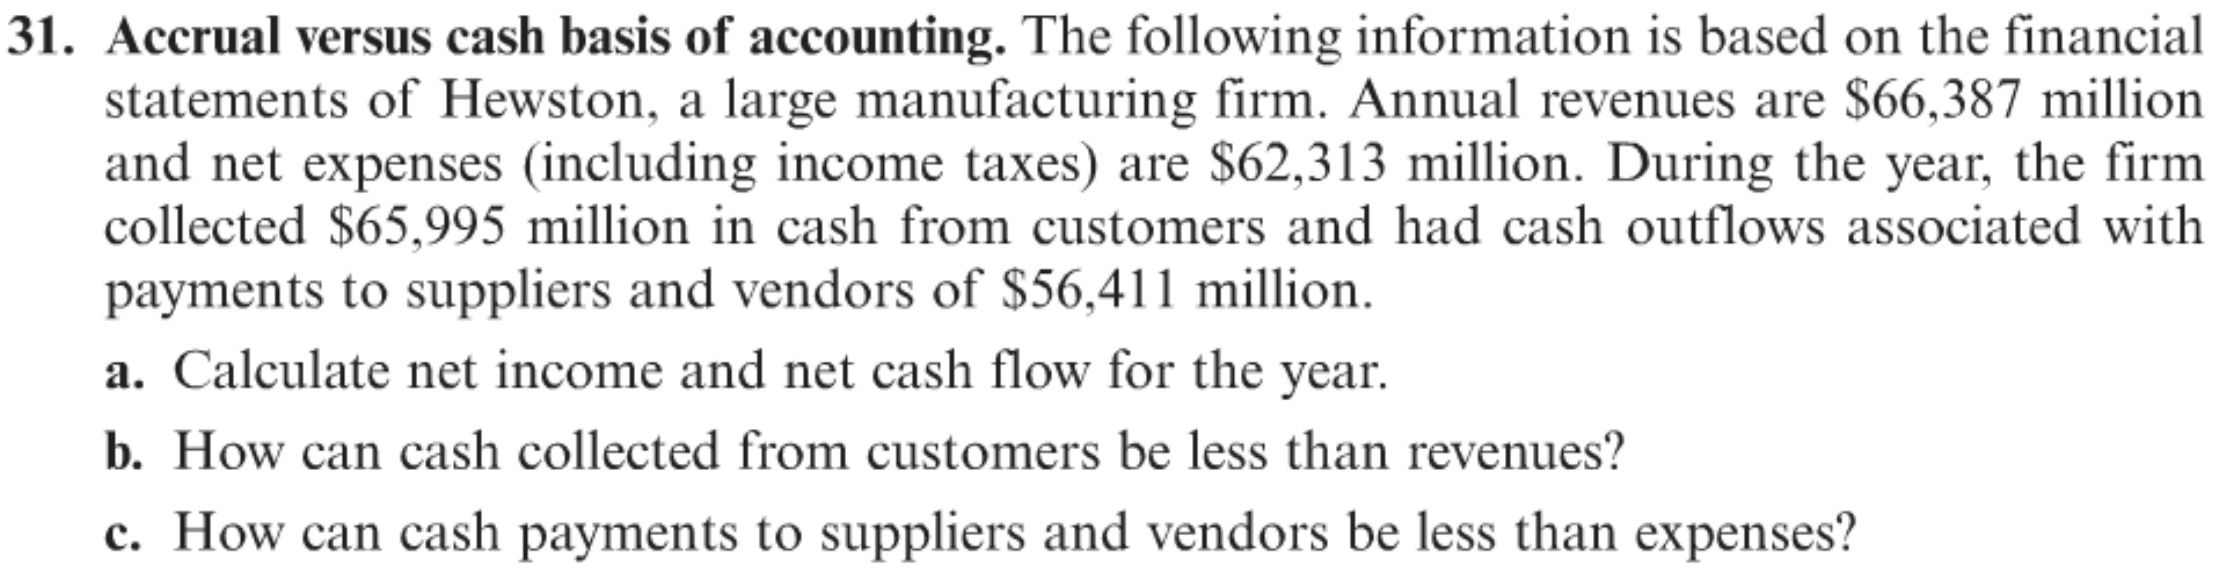 31. Accrual versus cash basis of accounting. The following information is based on the financial
statements of Hewston, a large manufacturing firm. Annual revenues are $66,387 million
and net expenses (including income taxes) are $62,313 million. During the year, the firm
collected $65,995 million in cash from customers and had cash outflows associated with
payments to suppliers and vendors of $56,411 million.
a. Calculate net income and net cash flow for the year.
b. How can cash collected from customers be less than revenues?
c. How can cash payments to suppliers and vendors be less than expenses?